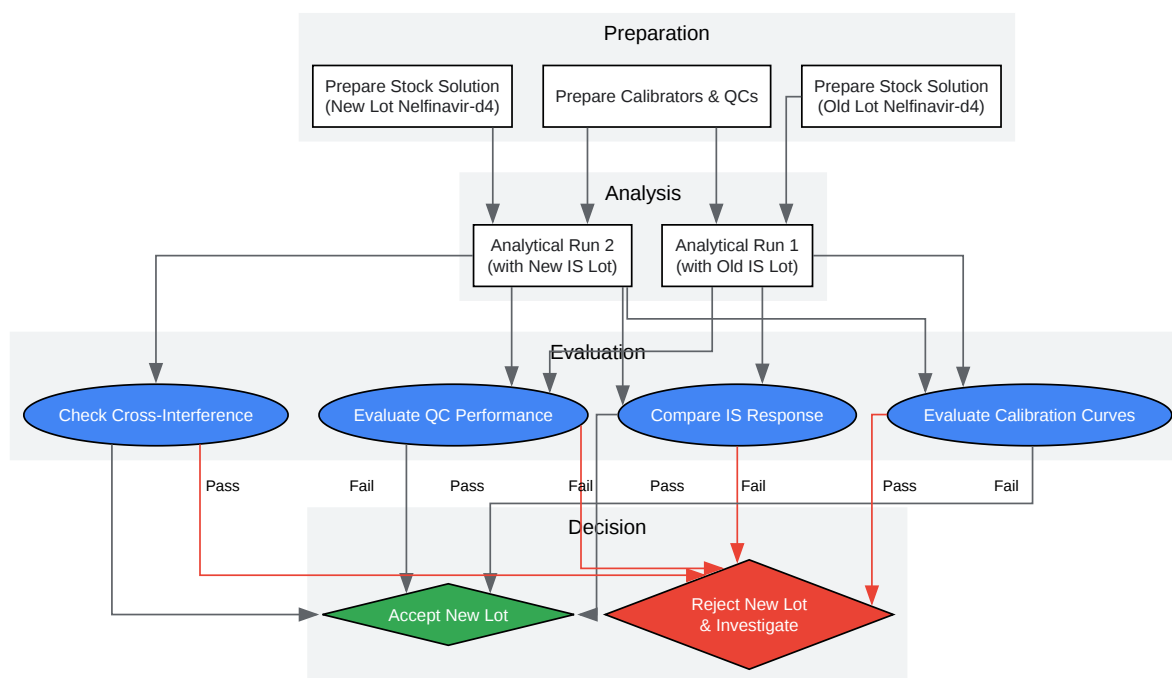 Preparation
Prepare Stock Solution
(New Lot Nelfinavir-d4)
Prepare Calibrators & QCs
Prepare Stock Solution
(Old Lot Nelfinavir-d4)
Analysis
Analytical Run 2
(with New IS Lot)
Analytical Run 1
(with Old IS Lot)
Evaluation
Check Cross-Interference
Evaluate QC Performance
Compare IS Response
Evaluate Calibration Curves
Pass
Fail
Pass
Fail
Pass
Fail
Pass
Fail
Decision
Accept New Lot
Reject New Lot
& Investigate